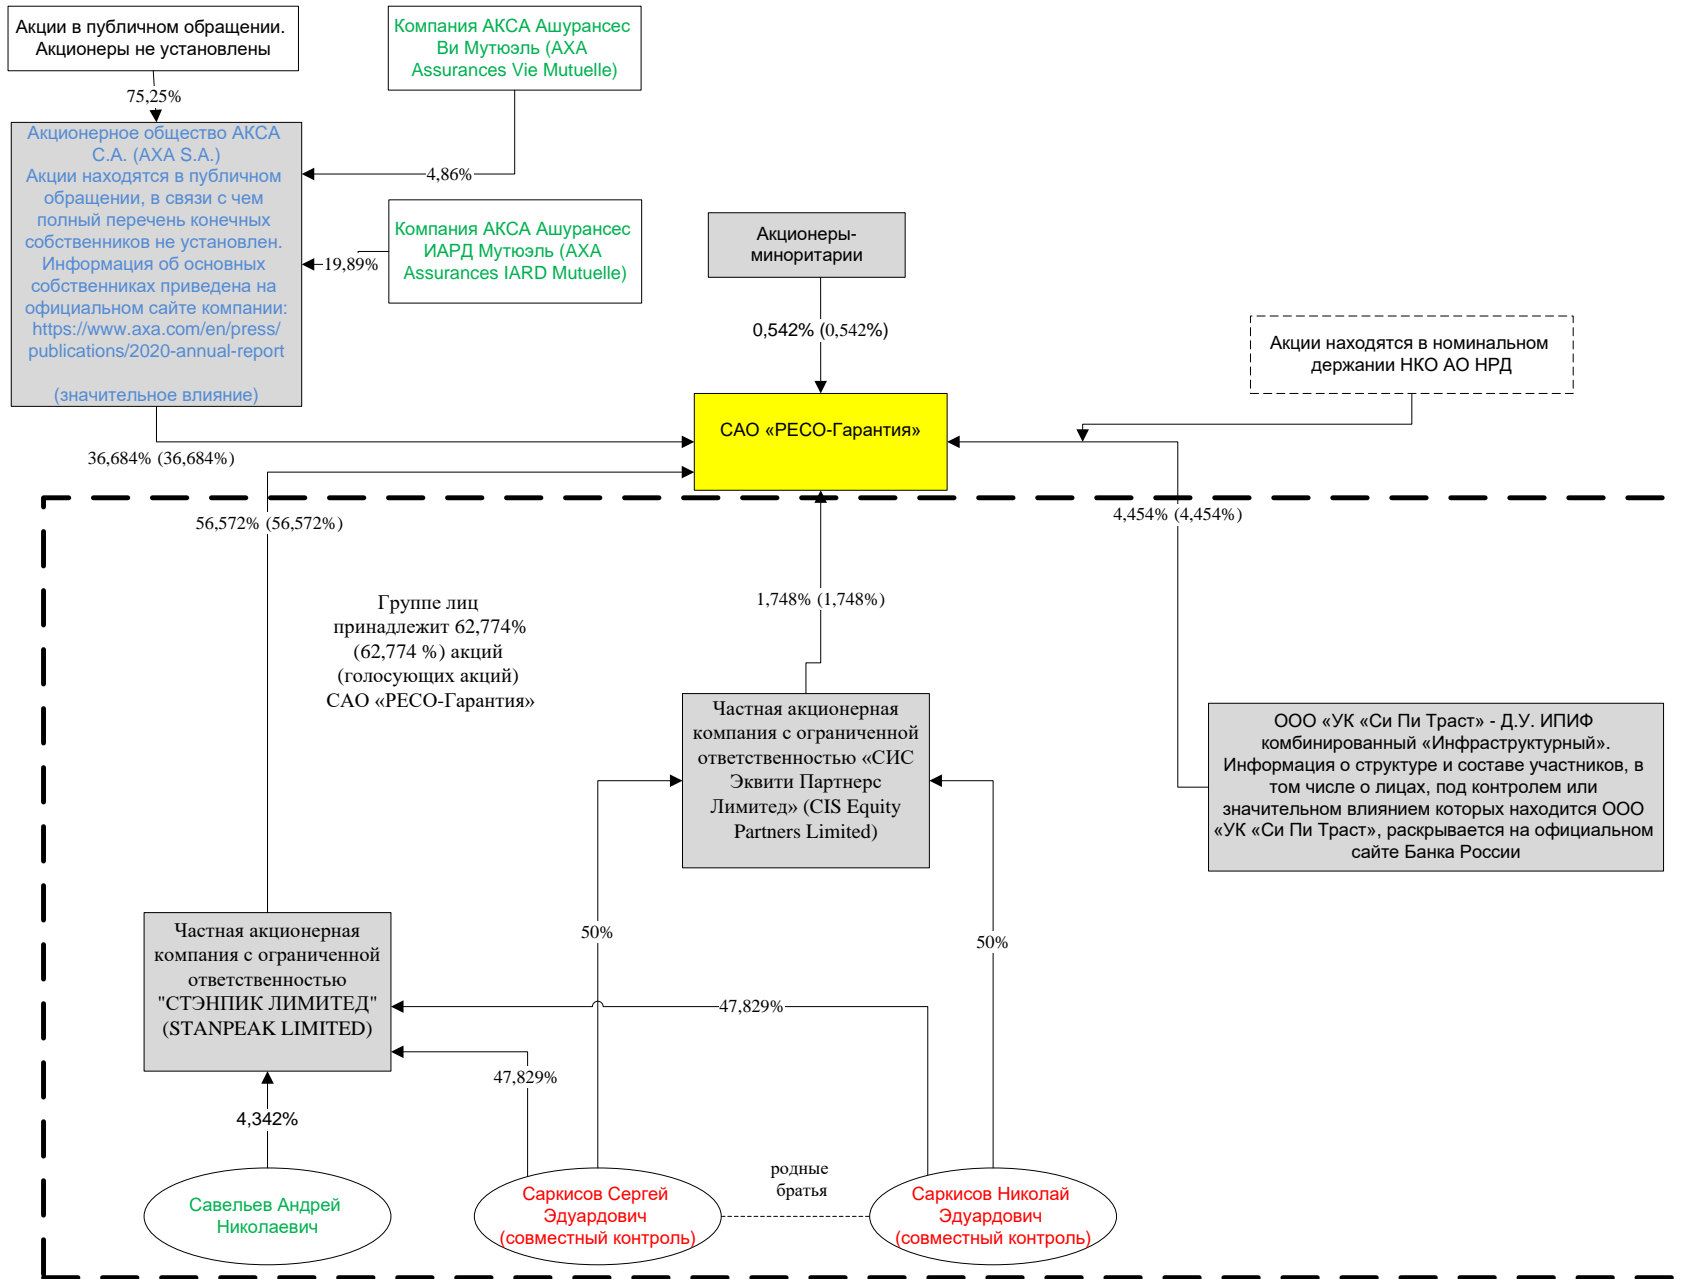 Акции в публичном обращении.
Акционеры не установлены
75,25%
Компания АКСА Ашурансес
Ви Мутюэль (AXA
Assurances Vie Mutuelle)
4,86%
Акционерное общество АКСА
С.А. (AXA S.A.)
Акции находятся в публичном
обращении, в связи с чем
полный перечень конечных
собственников не установлен.
Информация об основных
собственниках приведена на
официальном сайте компании:
https://www.axa.com/en/press/
publications/2020-annual-report
(значительное влияние)
Компания АКСА Ашурансес
ИАРД Мутюэль (AXA
Assurances IARD Mutuelle)
19,89%
Акционеры-
миноритарии
0,542% (0,542%)
Акции находятся в номинальном
держании НКО АО НРД
САО «РЕСО-Гарантия»
36,684% (36,684%)
56,572% (56,572%)
4,454% (4,454%)
1,748% (1,748%)
Группе лиц
принадлежит 62,774%
(62,774 %) акций
(голосующих акций)
САО «РЕСО-Гарантия»
Частная акционерная
компания с ограниченной
ответственностью «СИС
Эквити Партнерс
Лимитед» (CIS Equity
Partners Limited)
ООО «УК «Си Пи Траст» - Д.У. ИПИФ
комбинированный «Инфраструктурный».
Информация о структуре и составе участников, в
том числе о лицах, под контролем или
значительном влиянием которых находится ООО
«УК «Си Пи Траст», раскрывается на официальном
сайте Банка России
50%
50%
Частная акционерная
компания с ограниченной
ответственностью
"СТЭНПИК ЛИМИТЕД"
(STANPEAK LIMITED)
47,829%
47,829%
4,342%
Савельев Андрей
Николаевич
Саркисов Сергей
Эдуардович
(совместный контроль)
родные
братья
Саркисов Николай
Эдуардович
(совместный контроль)